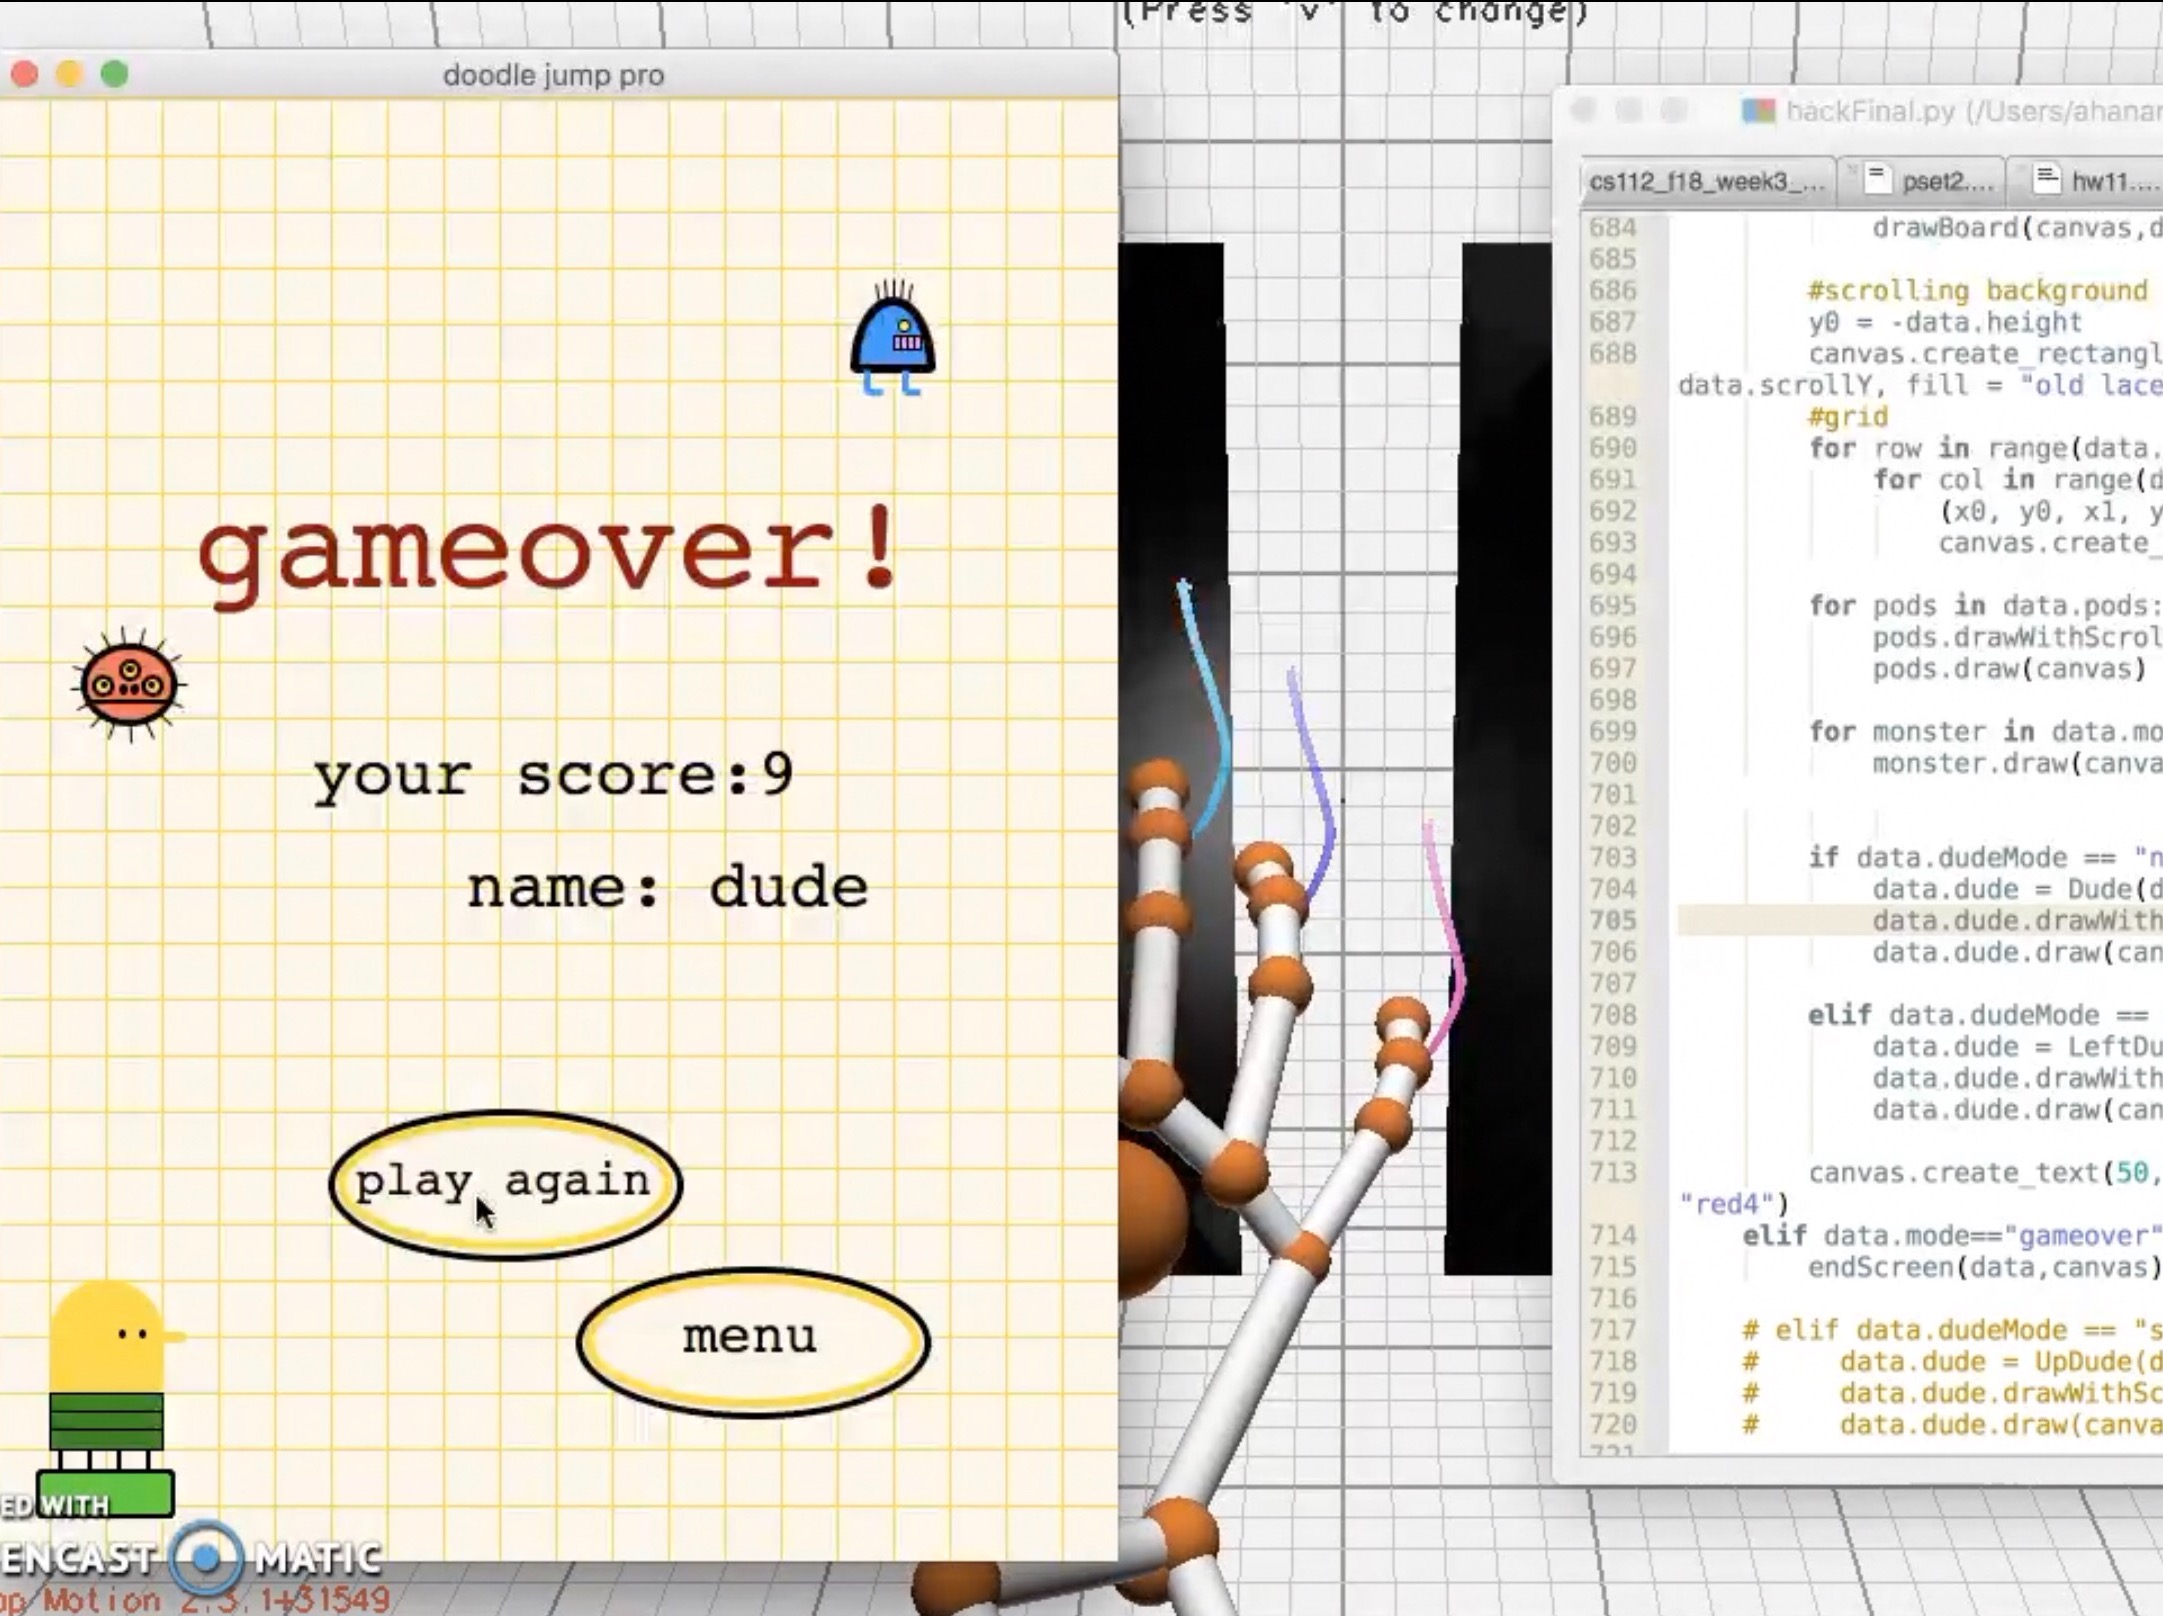 (Press 'v' to change)
doodle jump pro
gameover!
your score:9
name: dude
play again
menu
ED WITH
ENCAST MATIC
ap Motion 2.3.1+31549
hackFinal.py (/Users/ahanar
cs112_f18_week3_... pset2.... hw11....
684 drawBoard(canvas,d
685
686 #scrolling background
687 y0 = -data.height
688 canvas.create_rectangl
data.scrollY, fill = "old lace
689 #grid
690 for row in range(data.
691 for col in range(d
692 (x0, y0, x1, y
693 canvas.create_
694
695 for pods in data.pods:
696 pods.drawWithScrol
697 pods.draw(canvas)
698
699 for monster in data.mo
700 monster.draw(canva
701
702
703 if data.dudeMode == "n
704 data.dude = Dude(d
705 data.dude.drawWith
706 data.dude.draw(can
707
708 elif data.dudeMode ==
709 data.dude = LeftDu
710 data.dude.drawWith
711 data.dude.draw(can
712
713 canvas.create_text(50,
"red4")
714 elif data.mode=="gameover"
715 endScreen(data,canvas)
716
717 # elif data.dudeMode == "s
718 # data.dude = UpDude(d
719 # data.dude.drawWithSc
720 # data.dude.draw(canva
721